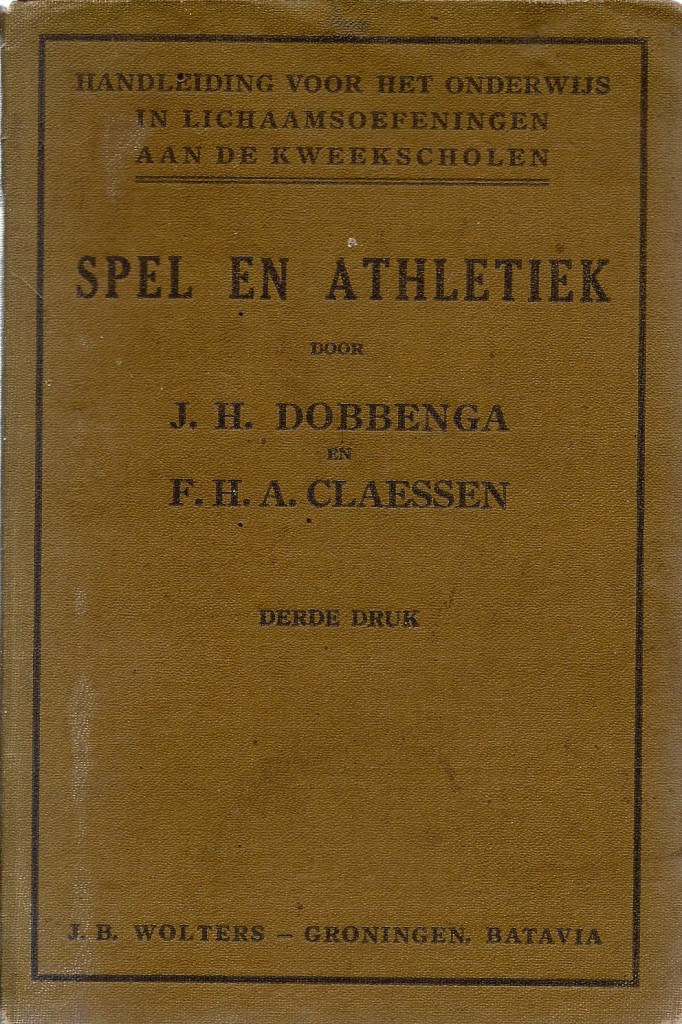 HANDLEIDING VOOR HET ONDERWIJS
IN LICHAAMSOEFENINGEN
AAN DE KWEEKSCHOLEN
SPEL EN ATHLETIEK
DOOR
J. H. DOBBENGA
EN
F. H. A. CLAESSEN
DERDE DRUK
J. B. WOLTERS – GRONINGEN, BATAVIA